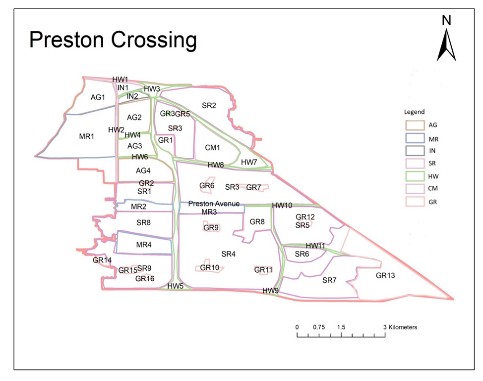 Preston Crossing
N
HW1
IN1
HW3
AG1
IN2
SR2
AG2
GR3
GR5
SR3
HW2
HW4
GR1
MR1
AG3
CM1
HW6
HW7
HW8
AG4
GR2
SR1
GR6
SR3
GR7
MR2
Preston Avenue
HW10
MR3
GR12
SR8
GR9
GR8
SR5
MR4
HW11
SR4
SR6
GR14
GR15
SR9
GR10
GR11
GR13
GR16
SR7
HW5
HW9
Legend
AG
MR
IN
SR
HW
CM
GR
0 0.75 1.5 3 Kilometers